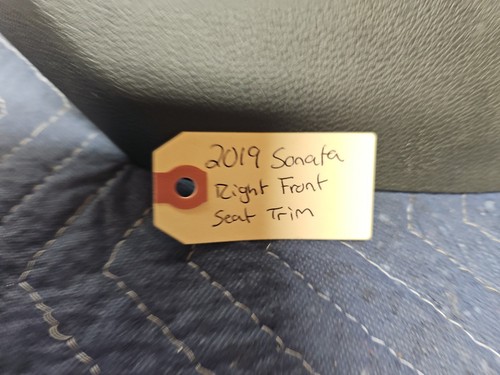 2019 Sonata
Right Front
Seat Trim